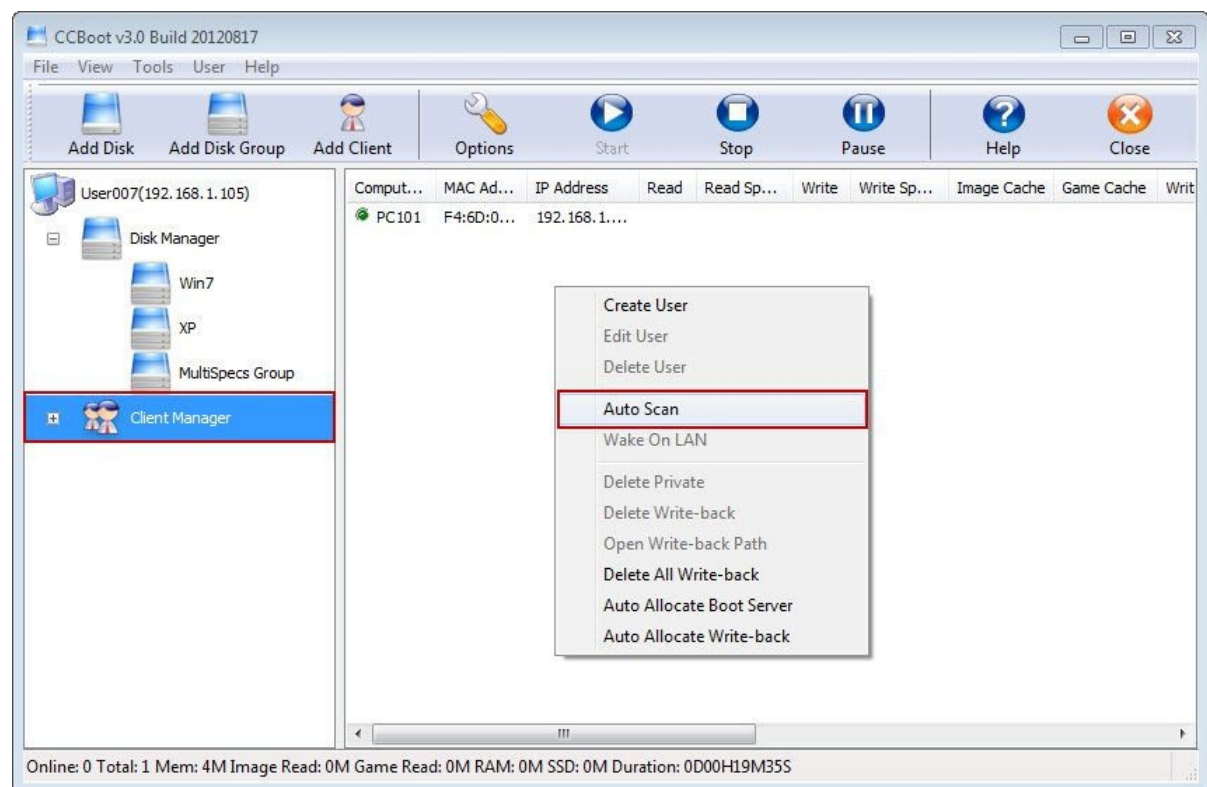 CCBoot v3.0 Build 20120817
File View Tools User Help
Add Disk Add Disk Group Add Client Options Start Stop Pause Help Close
User007(192.168.1.105)
Disk Manager
Win7
XP
MultiSpecs Group
Client Manager
Comput... MAC Ad... IP Address Read Read Sp... Write Write Sp... Image Cache Game Cache Writ
PC101 F4:6D:0... 192.168.1....
Create User
Edit User
Delete User
Auto Scan
Wake On LAN
Delete Private
Delete Write-back
Open Write-back Path
Delete All Write-back
Auto Allocate Boot Server
Auto Allocate Write-back
Online: 0 Total: 1 Mem: 4M Image Read: 0M Game Read: 0M RAM: 0M SSD: 0M Duration: 0D00H19M35S